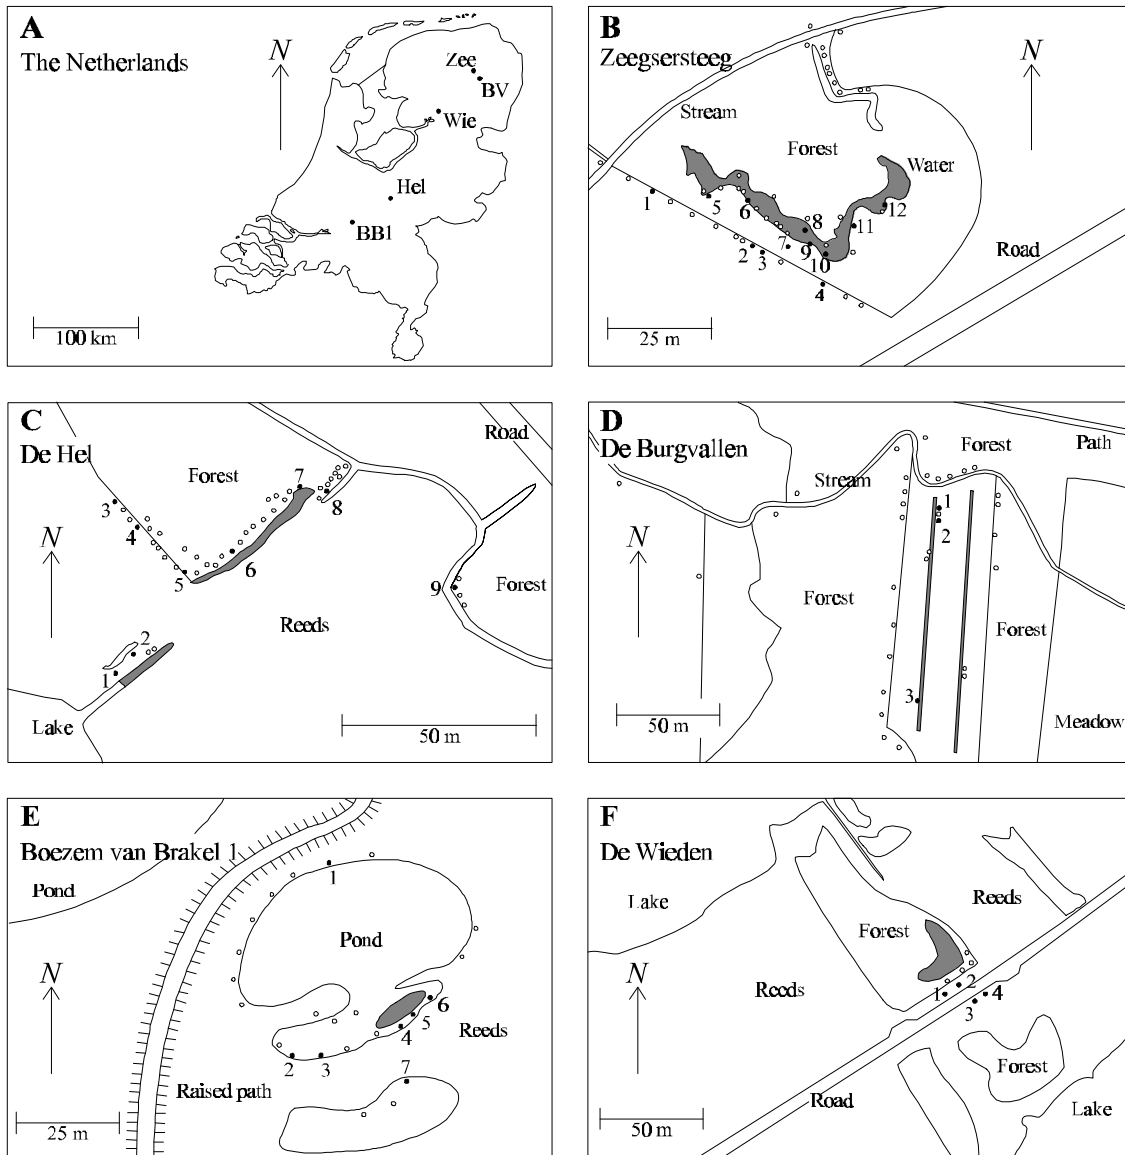 A
The Netherlands
N
Zee
BV
Wie
Hel
BB1
100 km
B
Zeegsersteeg
N
Stream
Forest
Water
1
5
6
8
12
11
7
9
2
3
10
4
Road
25 m
C
De Hel
Road
Forest
7
3
8
4
N
5
6
9
Forest
Reeds
2
1
Lake
50 m
D
De Burgvallen
Forest
Path
Stream
1
2
N
Forest
Forest
3
50 m
Meadow
E
Boezem van Brakel 1
Pond
1
Pond
N
6
5
4
Reeds
2
3
7
Raised path
25 m
F
De Wieden
Lake
Reeds
Forest
N
Reeds
1
2
4
3
Forest
Road
Lake
50 m